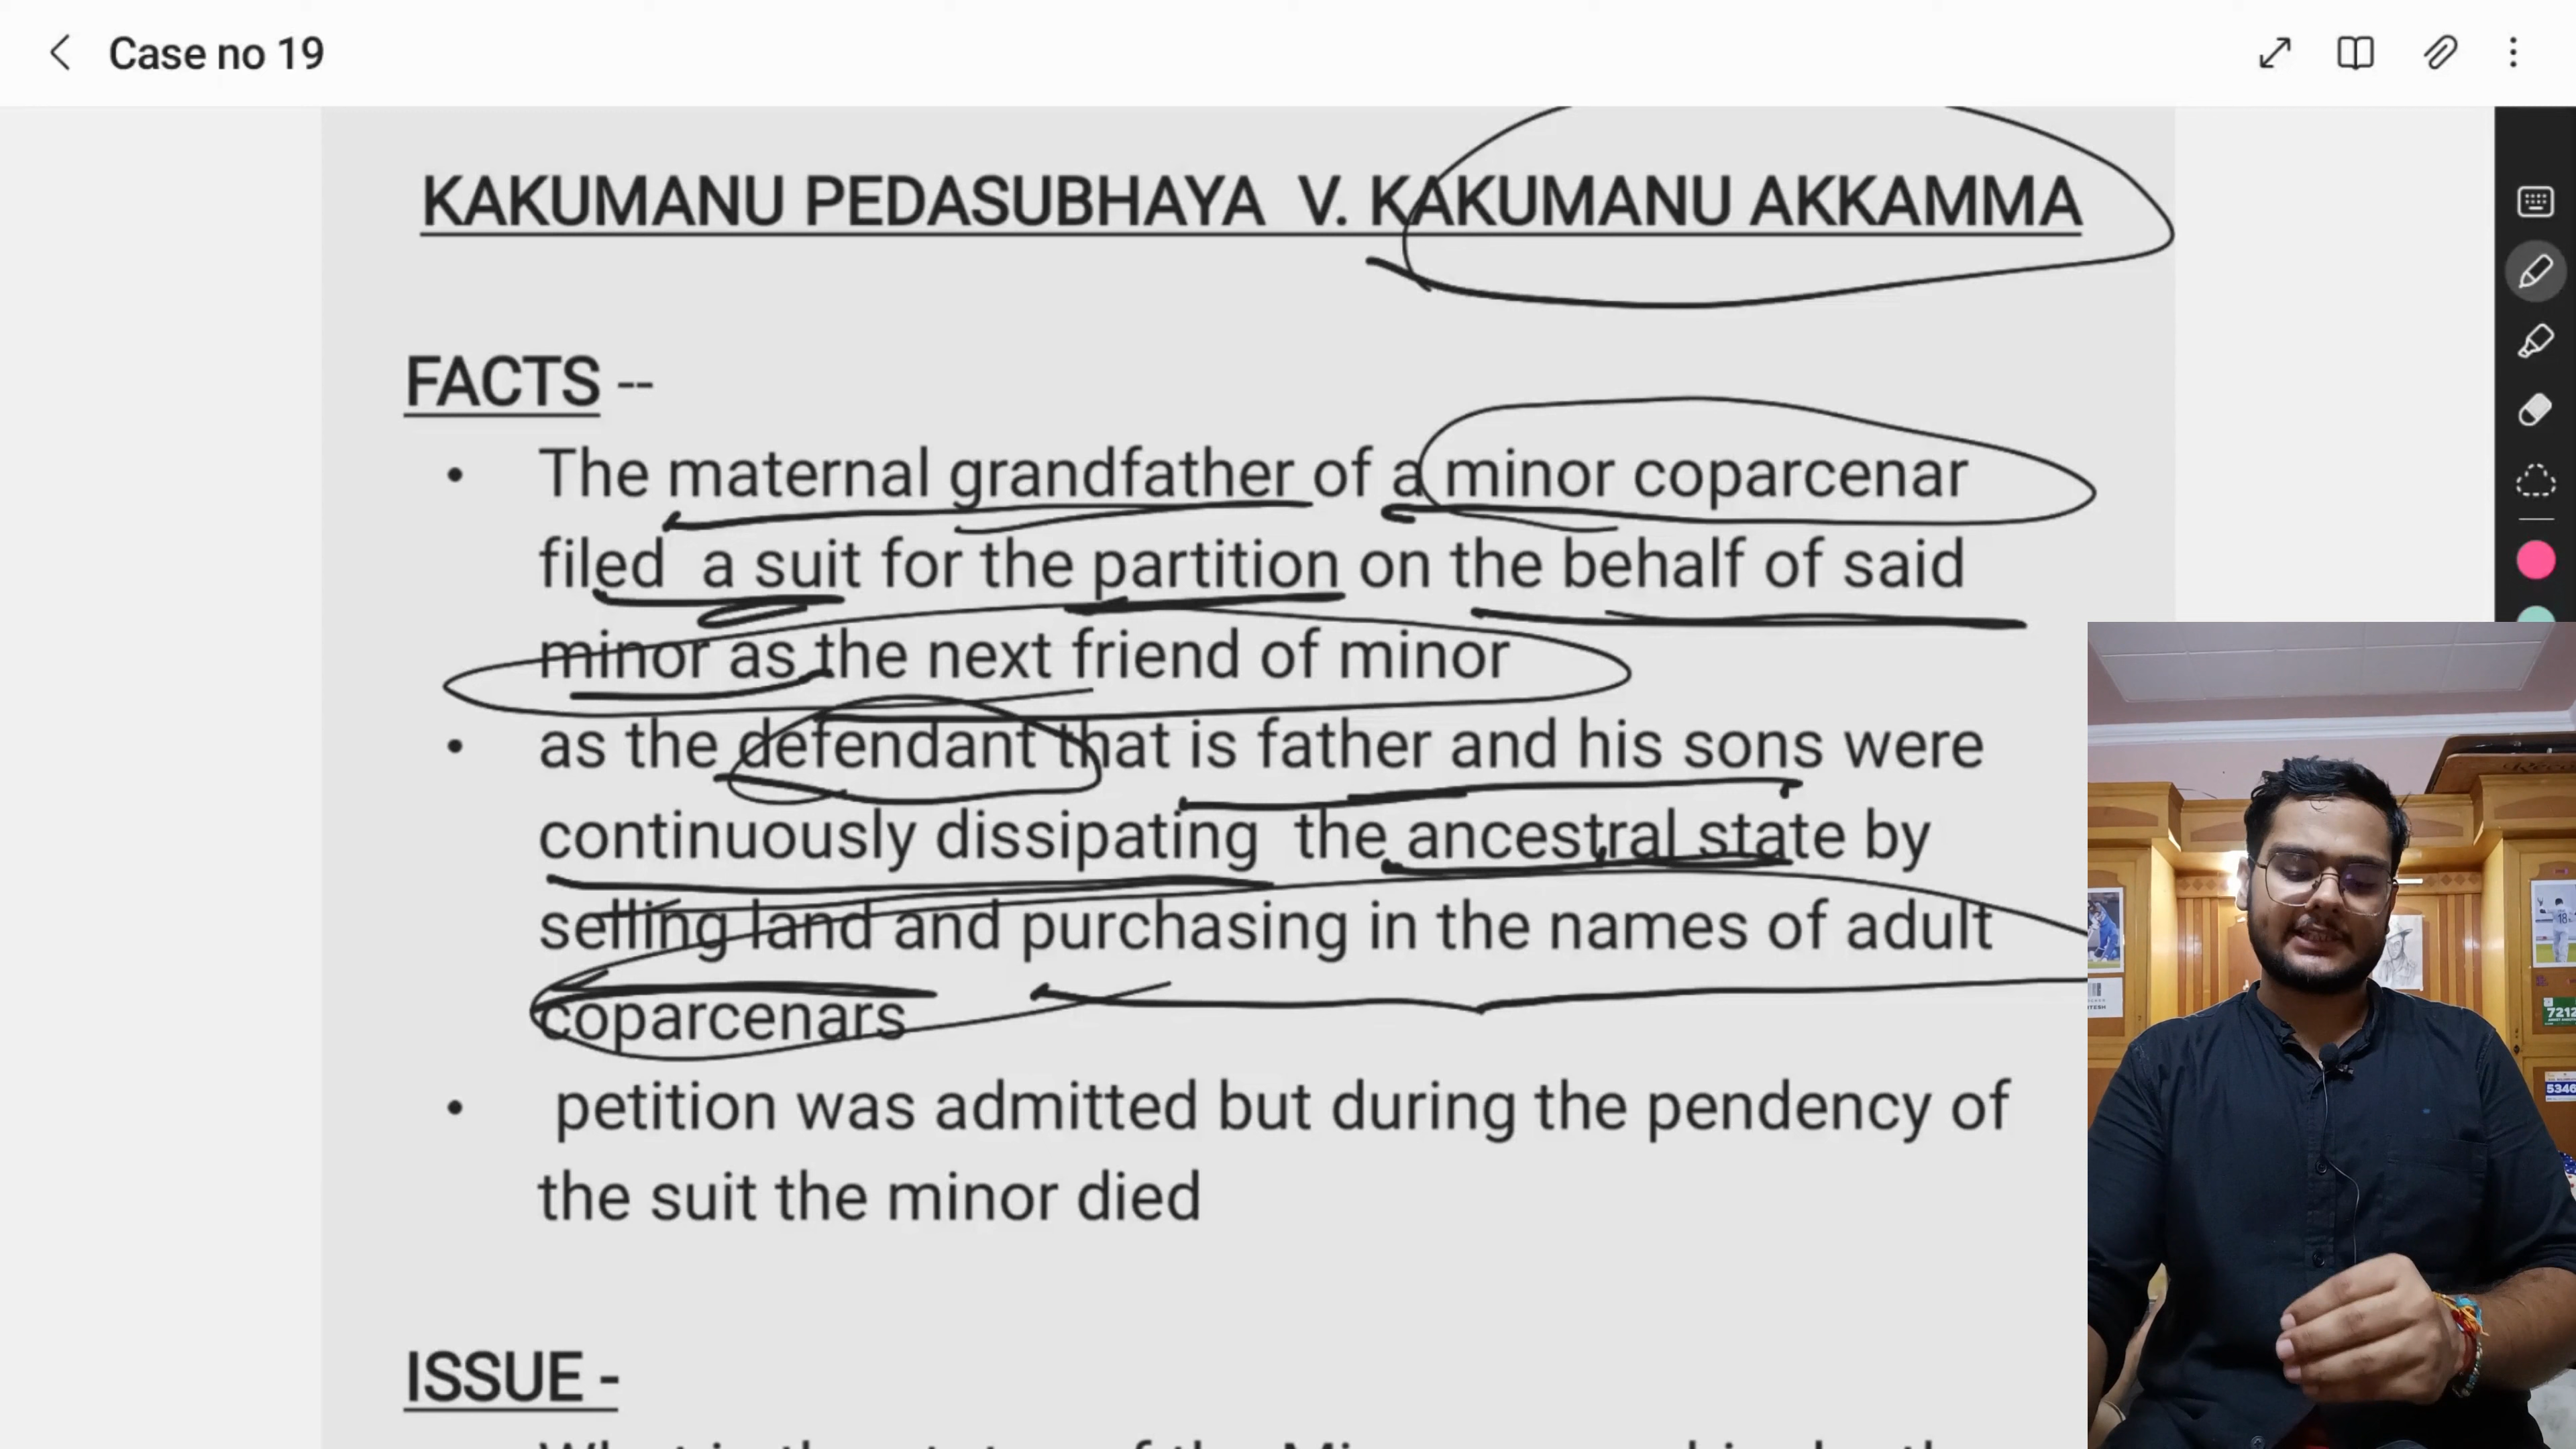 Case no 19
KAKUMANU PEDASUBHAYA V. KAKUMANU AKKAMMA
FACTS --
• The maternal grandfather of a minor coparcenar
filed a suit for the partition on the behalf of said
minor as the next friend of minor
• as the defendant that is father and his sons were
continuously dissipating the ancestral state by
selling land and purchasing in the names of adult
coparcenars
• petition was admitted but during the pendency of
the suit the minor died
ISSUE -
18
7212
5346